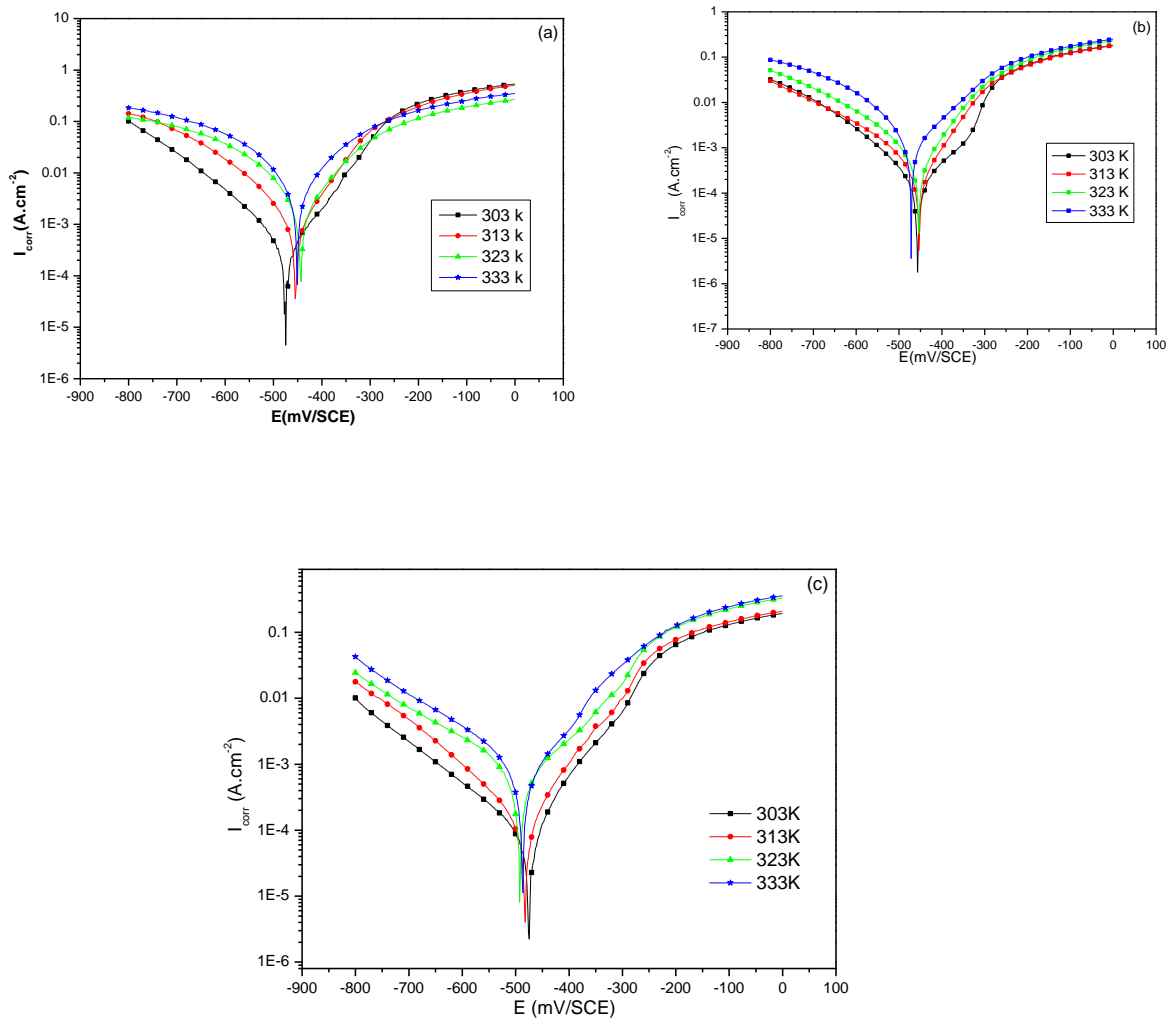 (a)
10
1
0.1
0.01
1E-3
1E-4
1E-5
1E-6
I_corr(A.cm^-2)
303 k
313 k
323 k
333 k
-900 -800 -700 -600 -500 -400 -300 -200 -100 0 100
E(mV/SCE)
(b)
1
0.1
0.01
1E-3
1E-4
1E-5
1E-6
1E-7
I_corr (A.cm^-2)
303 K
313 K
323 K
333 K
-900 -800 -700 -600 -500 -400 -300 -200 -100 0 100
E(mV/SCE)
(c)
0.1
0.01
1E-3
1E-4
1E-5
1E-6
I_corr (A.cm^-2)
303K
313K
323K
333K
-900 -800 -700 -600 -500 -400 -300 -200 -100 0 100
E (mV/SCE)